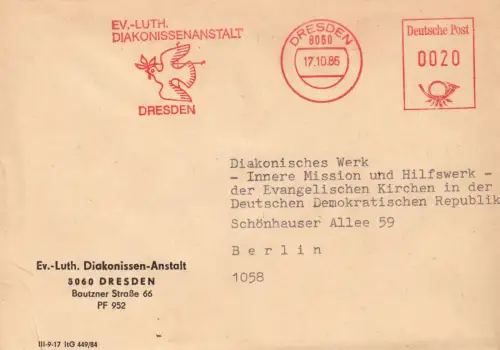 EV.-LUTH.
DIAKONISSENANSTALT
DRESDEN
DRESDEN
8060
17.10.86
Deutsche Post
0020
Diakonisches Werk
- Innere Mission und Hilfswerk -
der Evangelischen Kirchen in der
Deutschen Demokratischen Republik
Schönhauser Allee 59
Berlin
1058
Ev.-Luth. Diakonissen-Anstalt
8060 DRESDEN
Bautzner Straße 66
PF 952
III-9-17 ItG 449/84